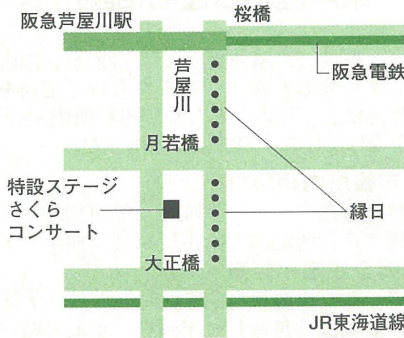 桜橋
阪急芦屋川駅
阪急電鉄
芦屋川
月若橋
特設ステージ
さくら
コンサート
縁日
大正橋
JR東海道線